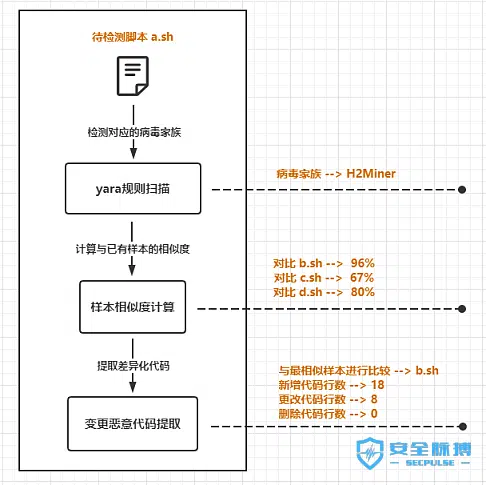 待检测脚本 a.sh
检测对应的病毒家族
yara规则扫描
病毒家族 --> H2Miner
计算与已有样本的相似度
样本相似度计算
对比 b.sh --> 96%
对比 c.sh --> 67%
对比 d.sh --> 80%
提取差异化代码
变更恶意代码提取
与最相似样本进行比较 --> b.sh
新增代码行数 --> 18
更改代码行数 --> 8
删除代码行数 --> 0
安全脉搏
SECPULSE